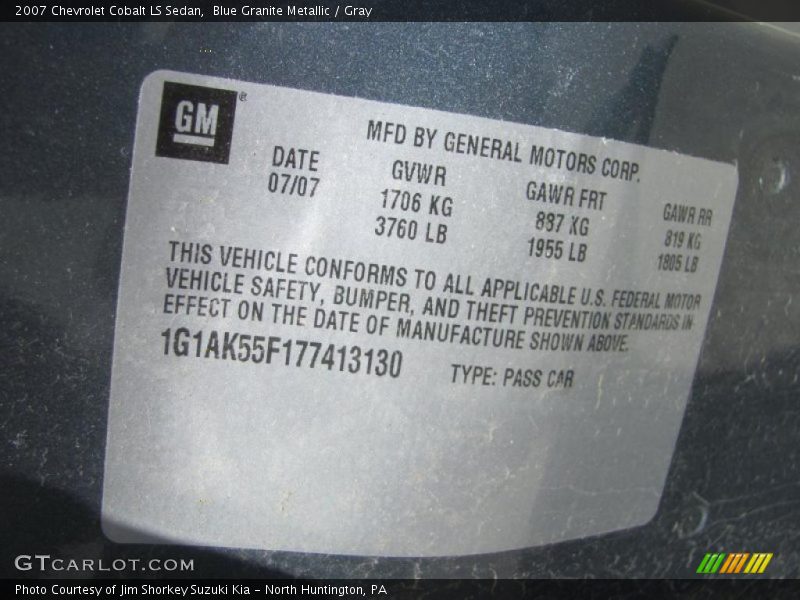 2007 Chevrolet Cobalt LS Sedan, Blue Granite Metallic / Gray
GM®
MFD BY GENERAL MOTORS CORP.
DATE GVWR GAWR FRT GAWR RR
07/07 1706 KG 887 KG 819 KG
3760 LB 1955 LB 1805 LB
THIS VEHICLE CONFORMS TO ALL APPLICABLE U.S. FEDERAL MOTOR
VEHICLE SAFETY, BUMPER, AND THEFT PREVENTION STANDARDS IN
EFFECT ON THE DATE OF MANUFACTURE SHOWN ABOVE.
1G1AK55F177413130 TYPE: PASS CAR
GTCARLOT.COM
Photo Courtesy of Jim Shorkey Suzuki Kia – North Huntington, PA